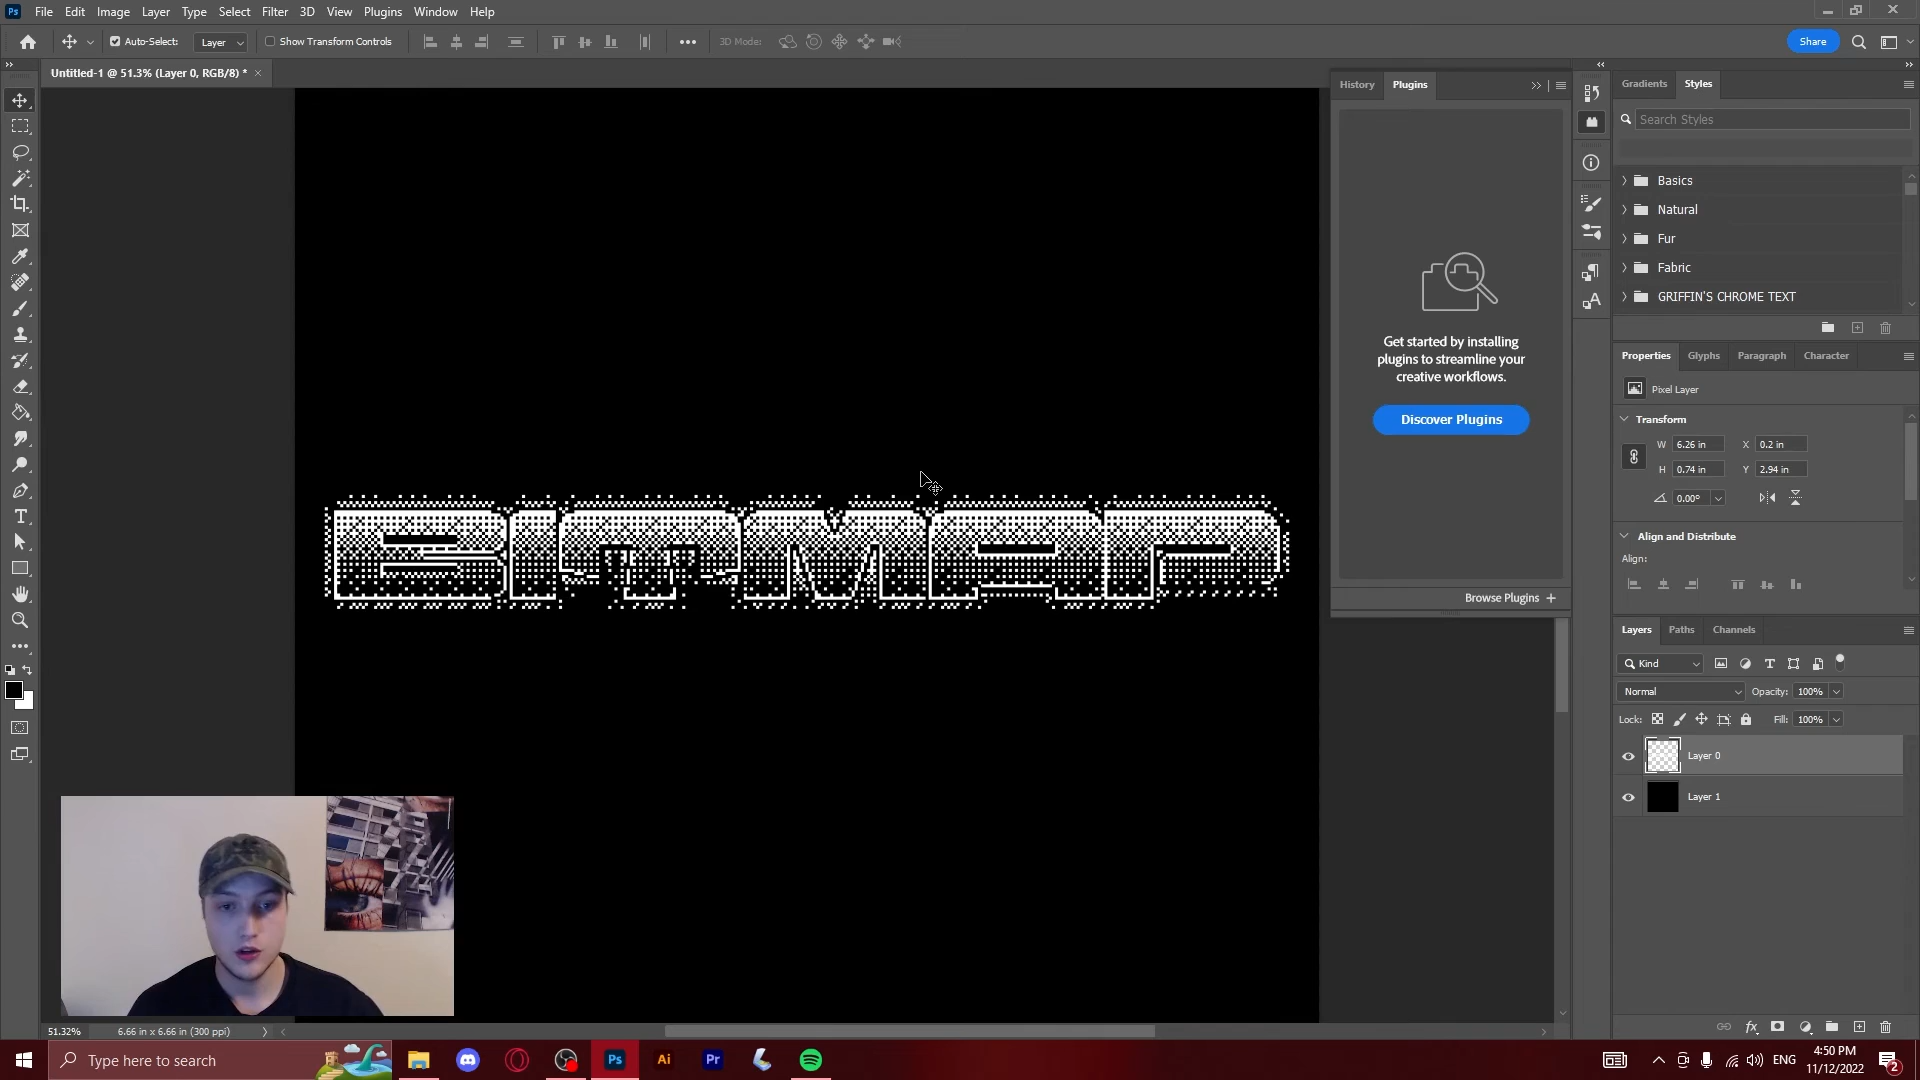 Ps File Edit Image Layer Type Select Filter 3D View Plugins Window Help
Auto-Select: Layer Show Transform Controls 3D Mode: Share
Untitled-1 @ 51.3% (Layer 0, RGB/8) *
History Plugins
Get started by installing
plugins to streamline your
creative workflows.
Discover Plugins
Browse Plugins
Gradients Styles
Search Styles
Basics
Natural
Fur
Fabric
GRIFFIN'S CHROME TEXT
Properties Glyphs Paragraph Character
Pixel Layer
Transform
W 6.26 in X 0.2 in
H 0.74 in Y 2.94 in
0.00°
Align and Distribute
Align:
Layers Paths Channels
Kind
Normal Opacity: 100%
Lock: Fill: 100%
Layer 0
Layer 1
BITMAP
51.32% 6.66 in x 6.66 in (300 ppi)
Type here to search
Ps Ai Pr
ENG
4:50 PM
11/12/2022
2